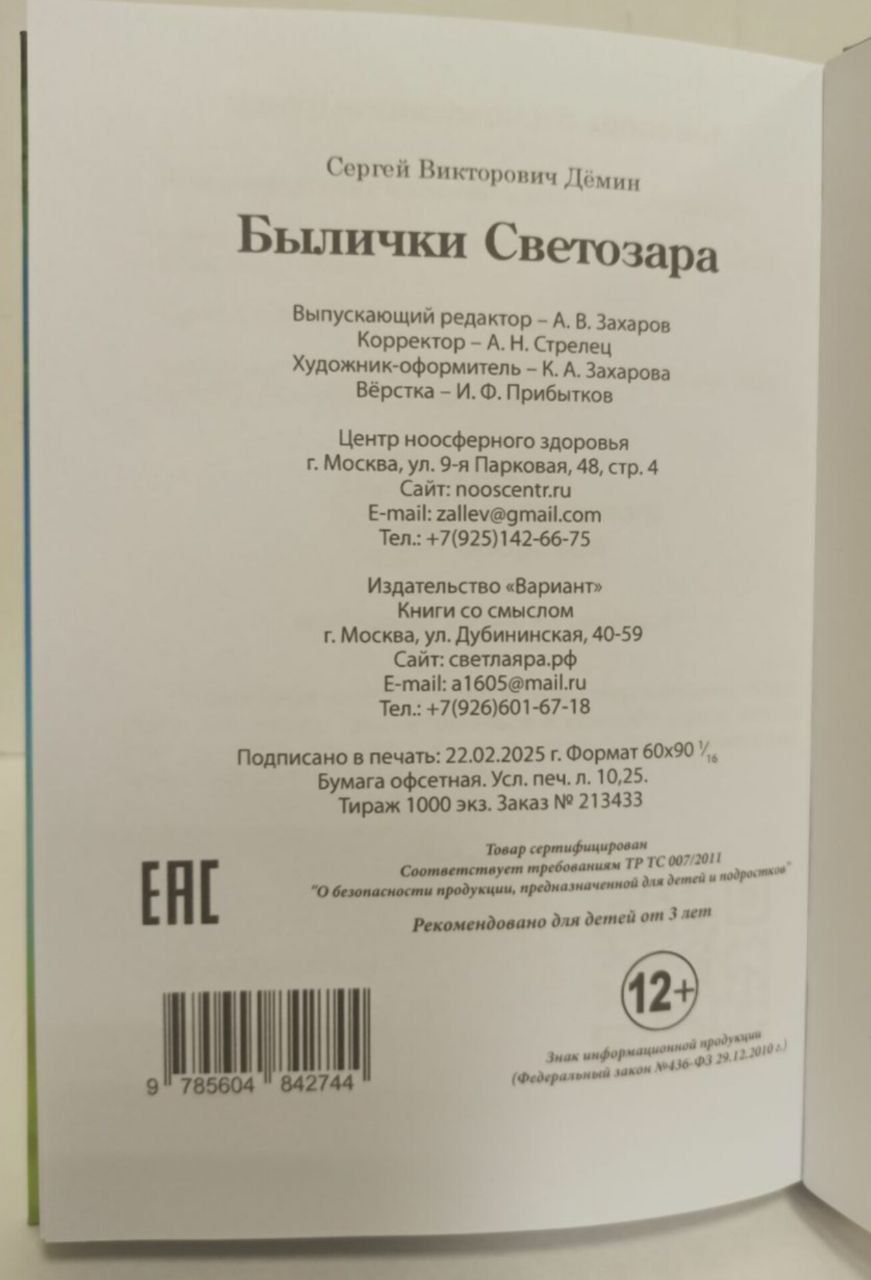 Сергей Викторович Дёмин
Былички Светозара
Выпускающий редактор – А. В. Захаров
Корректор – А. Н. Стрелец
Художник-оформитель – К. А. Захарова
Вёрстка – И. Ф. Прибытков
Центр ноосферного здоровья
г. Москва, ул. 9-я Парковая, 48, стр. 4
Сайт: nooscentr.ru
E-mail: zallev@gmail.com
Тел.: +7(925)142-66-75
Издательство «Вариант»
Книги со смыслом
г. Москва, ул. Дубининская, 40-59
Сайт: светлаяра.рф
E-mail: a1605@mail.ru
Тел.: +7(926)601-67-18
Подписано в печать: 22.02.2025 г. Формат 60x90 1/16
Бумага офсетная. Усл. печ. л. 10,25.
Тираж 1000 экз. Заказ № 213433
Товар сертифицирован
Соответствует требованиям ТР ТС 007/2011
"О безопасности продукции, предназначенной для детей и подростков"
Рекомендовано для детей от 3 лет
EAC
12+
Знак информационной продукции
(Федеральный закон №436-ФЗ 29.12.2010 г.)
9 785604 842744